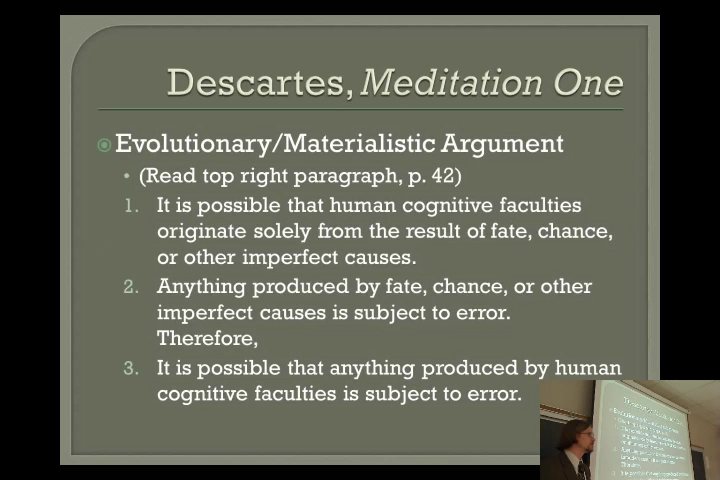 Descartes, Meditation One
Evolutionary/Materialistic Argument
• (Read top right paragraph, p. 42)
1. It is possible that human cognitive faculties
originate solely from the result of fate, chance,
or other imperfect causes.
2. Anything produced by fate, chance, or other
imperfect causes is subject to error.
Therefore,
3. It is possible that anything produced by human
cognitive faculties is subject to error.